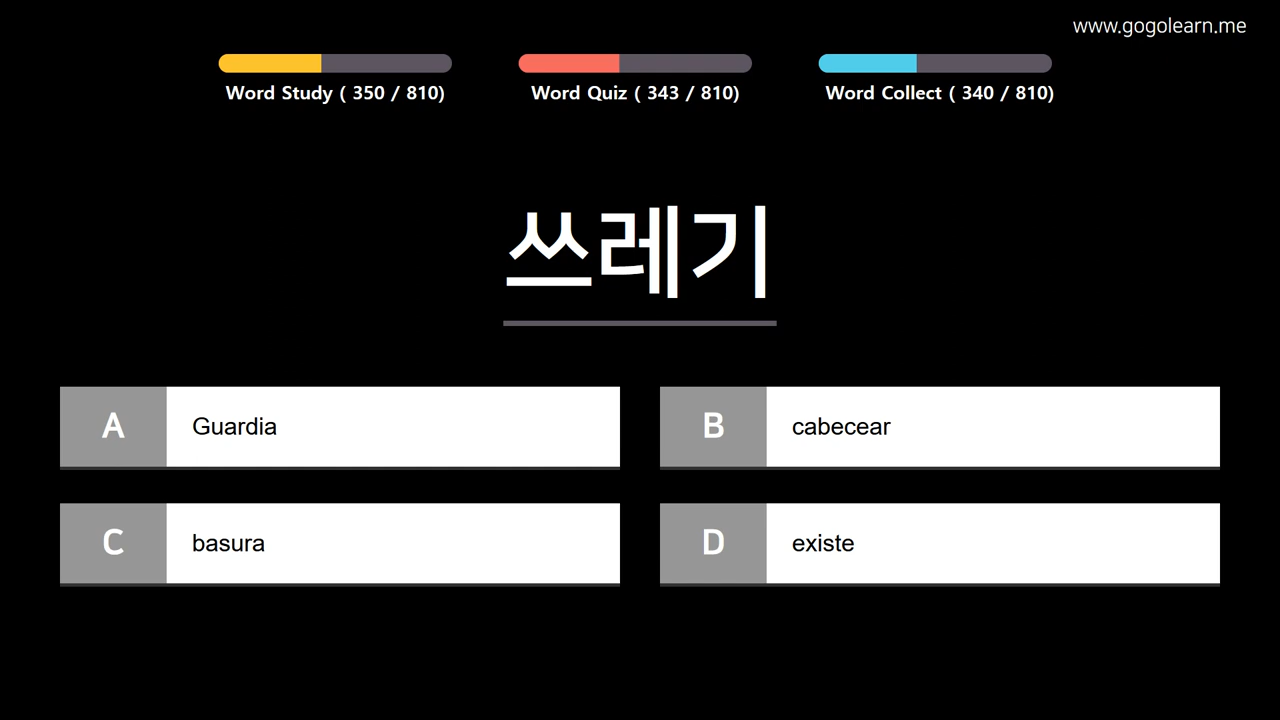 www.gogolearn.me
Word Study ( 350 / 810)
Word Quiz ( 343 / 810)
Word Collect ( 340 / 810)
쓰레기
A Guardia
B cabecear
C basura
D existe